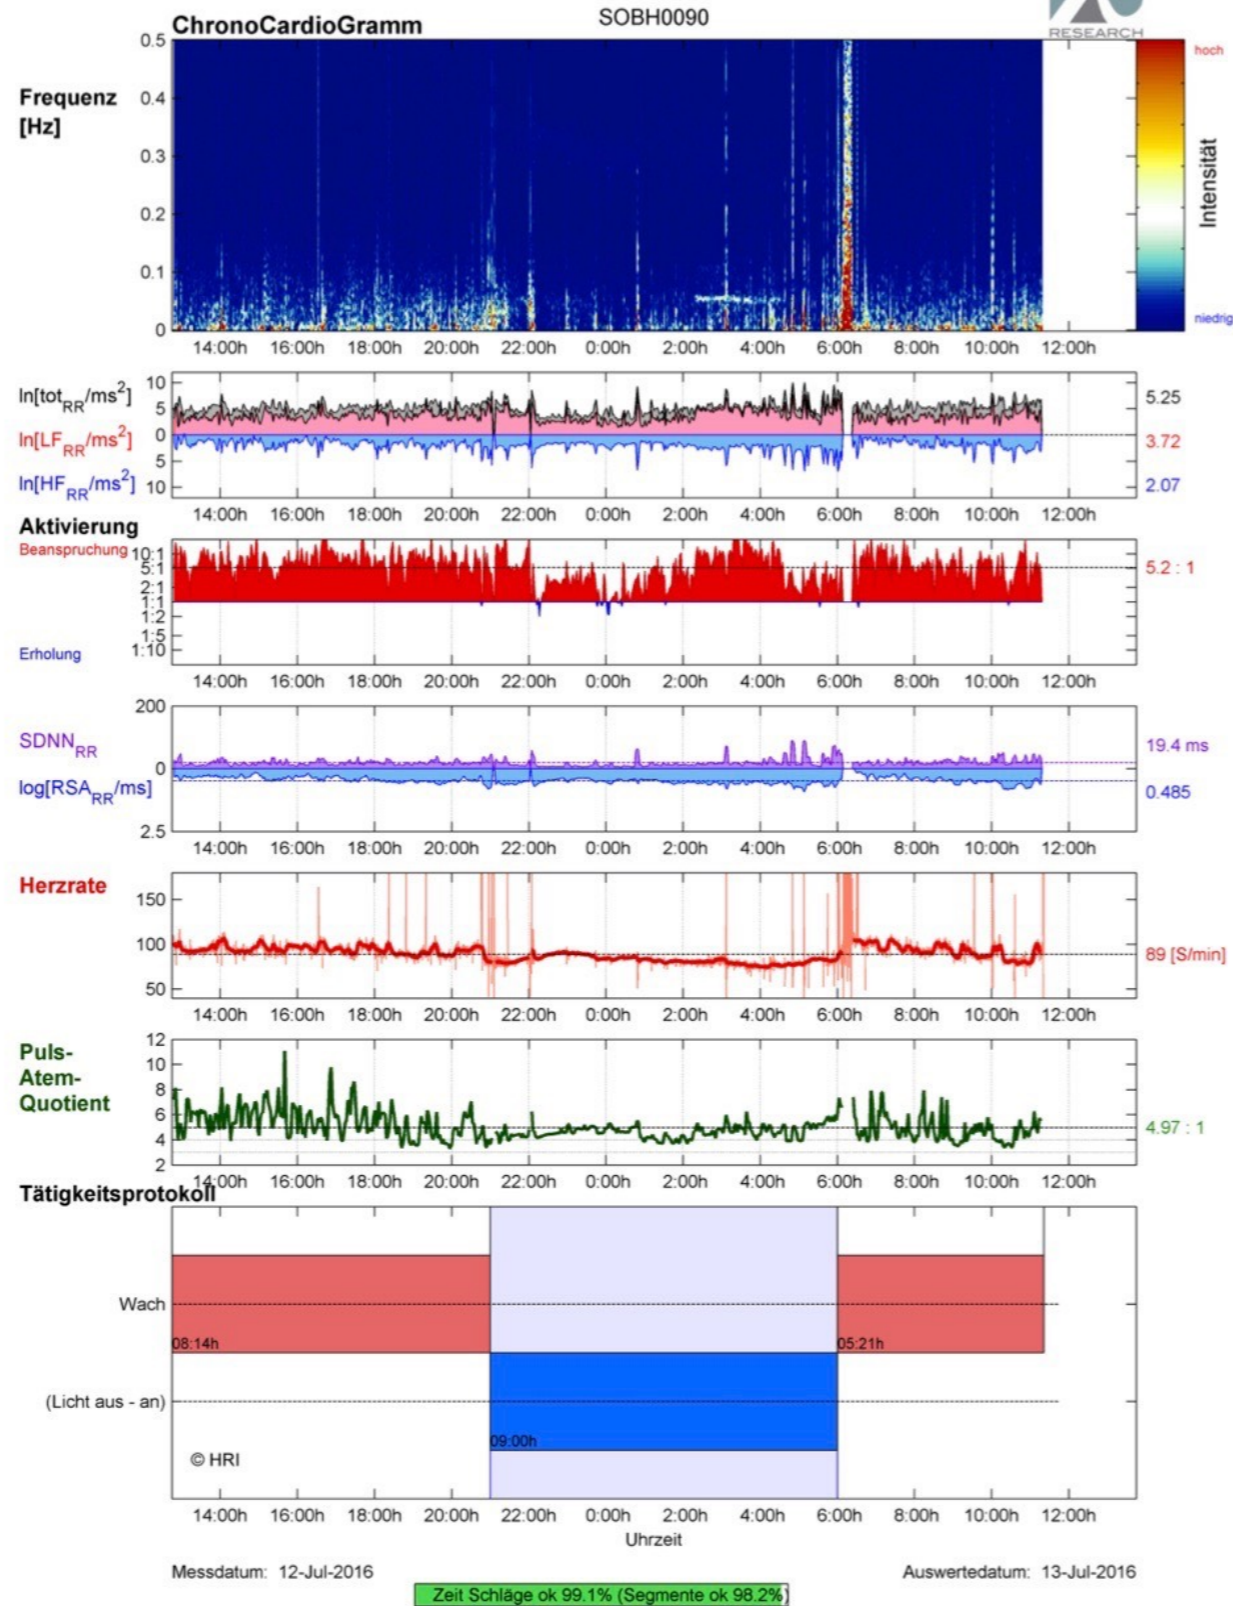 ChronoCardioGramm
SOBH0090
RESEARCH
Frequenz
[Hz]
0.5
0.4
0.3
0.2
0.1
0
hoch
Intensität
niedrig
14:00h 16:00h 18:00h 20:00h 22:00h 0:00h 2:00h 4:00h 6:00h 8:00h 10:00h 12:00h
ln[tot RR/ms²]
ln[LF RR/ms²]
ln[HF RR/ms²]
10
5
0
5
10
5.25
3.72
2.07
14:00h 16:00h 18:00h 20:00h 22:00h 0:00h 2:00h 4:00h 6:00h 8:00h 10:00h 12:00h
Aktivierung
Beanspruchung
10:1
5:1
2:1
1:1
1:2
1:5
1:10
Erholung
5.2 : 1
14:00h 16:00h 18:00h 20:00h 22:00h 0:00h 2:00h 4:00h 6:00h 8:00h 10:00h 12:00h
SDNN RR
log[RSA RR/ms]
200
0
2.5
19.4 ms
0.485
14:00h 16:00h 18:00h 20:00h 22:00h 0:00h 2:00h 4:00h 6:00h 8:00h 10:00h 12:00h
Herzrate
150
100
50
89 [S/min]
14:00h 16:00h 18:00h 20:00h 22:00h 0:00h 2:00h 4:00h 6:00h 8:00h 10:00h 12:00h
Puls-
Atem-
Quotient
12
10
8
6
4
2
4.97 : 1
14:00h 16:00h 18:00h 20:00h 22:00h 0:00h 2:00h 4:00h 6:00h 8:00h 10:00h 12:00h
Tätigkeitsprotokoll
Wach
08:14h
05:21h
(Licht aus - an)
09:00h
© HRI
14:00h 16:00h 18:00h 20:00h 22:00h 0:00h 2:00h 4:00h 6:00h 8:00h 10:00h 12:00h
Uhrzeit
Messdatum: 12-Jul-2016
Auswertedatum: 13-Jul-2016
Zeit Schläge ok 99.1% (Segmente ok 98.2%)